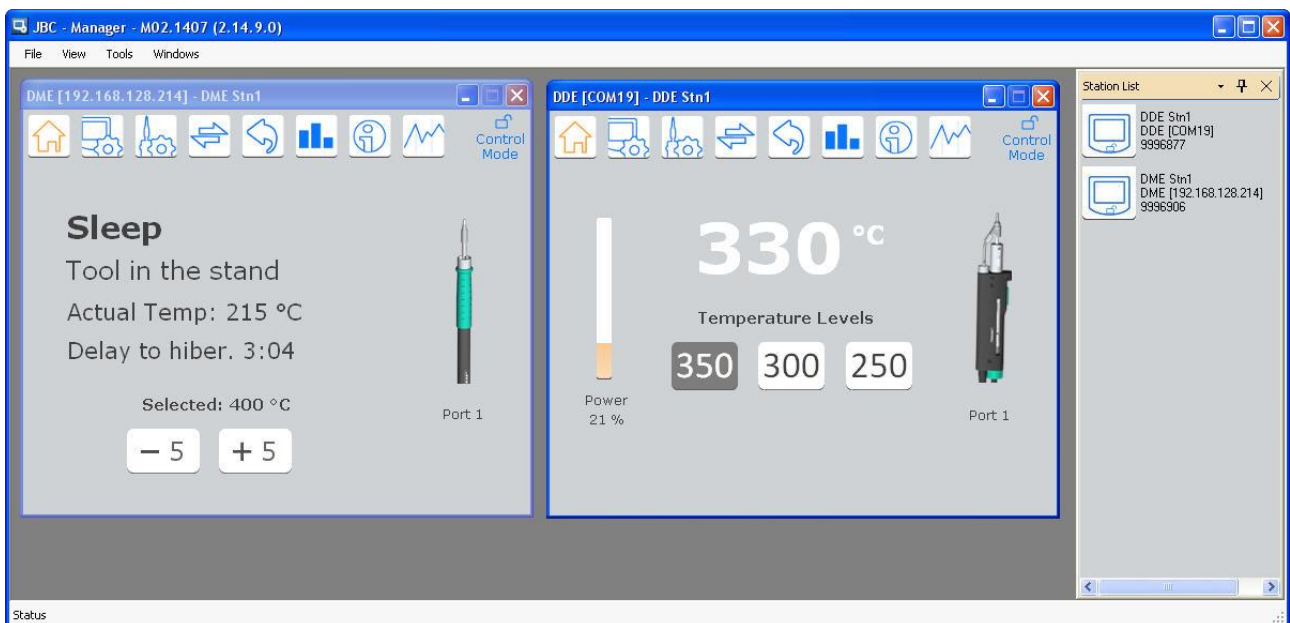 JBC - Manager - M02.1407 (2.14.9.0)
File View Tools Windows
DME [192.168.128.214] - DME Stn1
Control
Mode
Sleep
Tool in the stand
Actual Temp: 215 °C
Delay to hiber. 3:04
Selected: 400 °C
- 5 + 5
Port 1
DDE [COM19] - DDE Stn1
Control
Mode
330 °C
Temperature Levels
350 300 250
Power
21 %
Port 1
Station List
DDE Stn1
DDE [COM19]
9996877
DME Stn1
DME [192.168.128.214]
9996906
Status